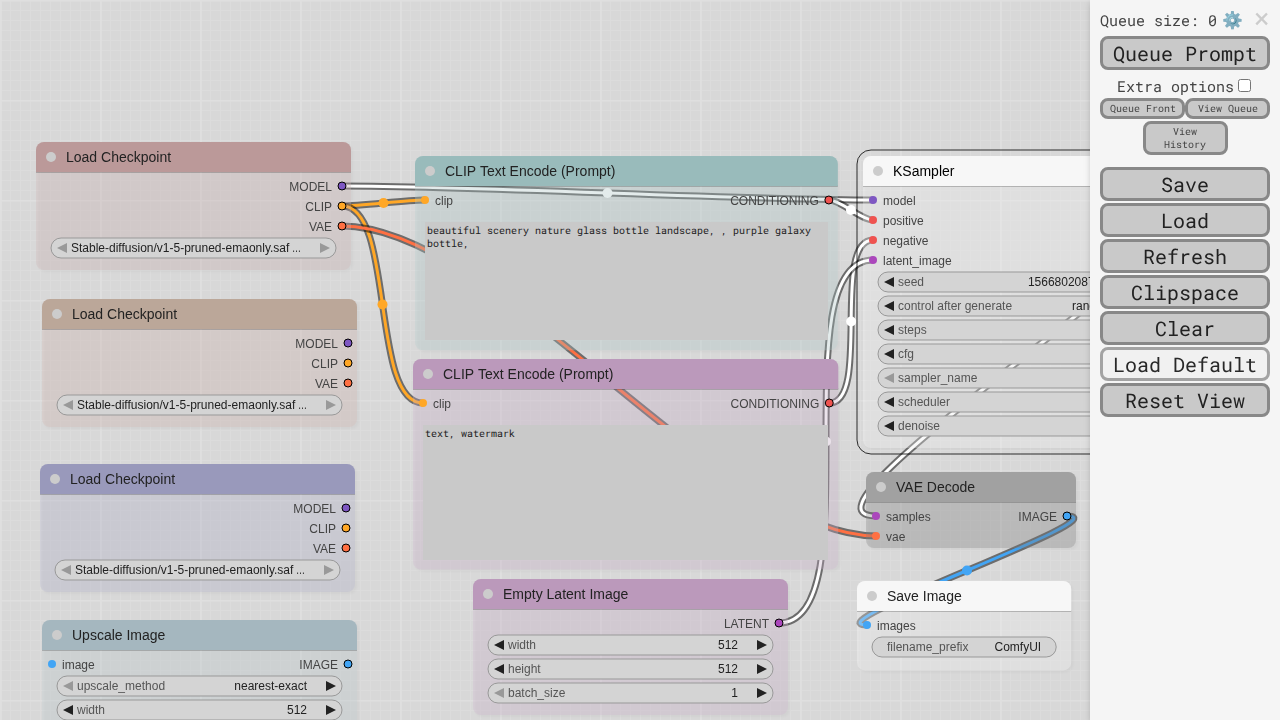 Load Checkpoint
MODEL
CLIP
VAE
Stable-diffusion/v1-5-pruned-emaonly.saf ...
Load Checkpoint
MODEL
CLIP
VAE
Stable-diffusion/v1-5-pruned-emaonly.saf ...
Load Checkpoint
MODEL
CLIP
VAE
Stable-diffusion/v1-5-pruned-emaonly.saf ...
Upscale Image
image IMAGE
upscale_method nearest-exact
width 512
CLIP Text Encode (Prompt)
clip CONDITIONING
beautiful scenery nature glass bottle landscape, , purple galaxy
bottle,
CLIP Text Encode (Prompt)
clip CONDITIONING
text, watermark
Empty Latent Image
LATENT
width 512
height 512
batch_size 1
KSampler
model
positive
negative
latent_image
seed
control after generate
steps
cfg
sampler_name
scheduler
denoise
VAE Decode
samples IMAGE
vae
Save Image
images
filename_prefix ComfyUI
Queue size: 0
Queue Prompt
Extra options
Queue Front View Queue
View
History
Save
Load
Refresh
Clipspace
Clear
Load Default
Reset View